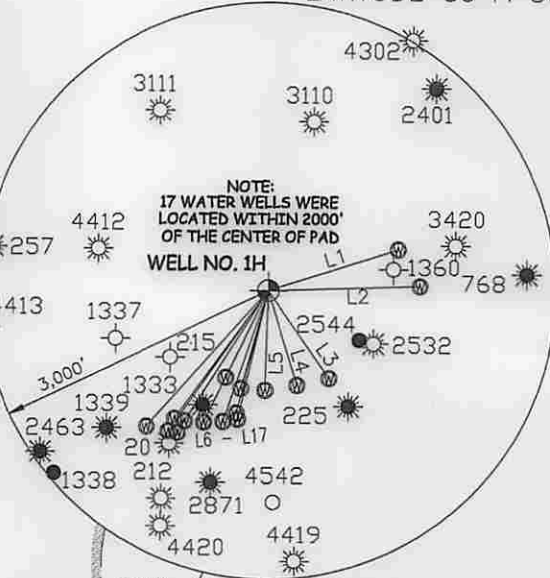 4302
2401
3111
3110
NOTE:
17 WATER WELLS WERE
LOCATED WITHIN 2000'
OF THE CENTER OF PAD
WELL NO. 1H
4412
257
3420
L1
W
1360
768
L2
W
413
1337
215
2544
2532
3,000'
1333
L5
L4
L3
W
W
W
W
W
1339
225
2463
W
W
W
W
W
20
L6 - L17
1338
212
2871
4542
4420
4419